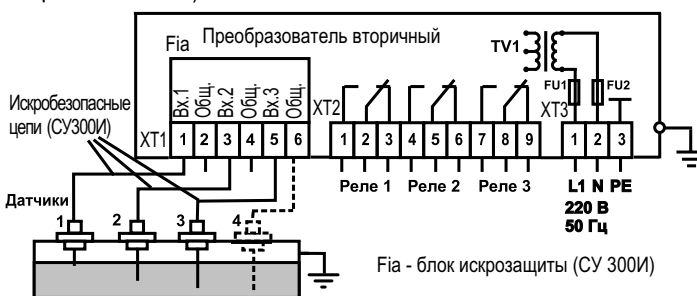 Преобразователь вторичный
Fia
TV1
Вх.1 Общ. Вх.2 Общ. Вх.3 Общ.
FU1 FU2
Искробезопасные
цепи (СУ300И)
XT2 XT3
XT1 1 2 3 4 5 6 1 2 3 4 5 6 7 8 9 1 2 3
Реле 1 Реле 2 Реле 3 L1 N PE
Датчики
220 В
50 Гц
1 2 3 4
Fia - блок искрозащиты (СУ 300И)